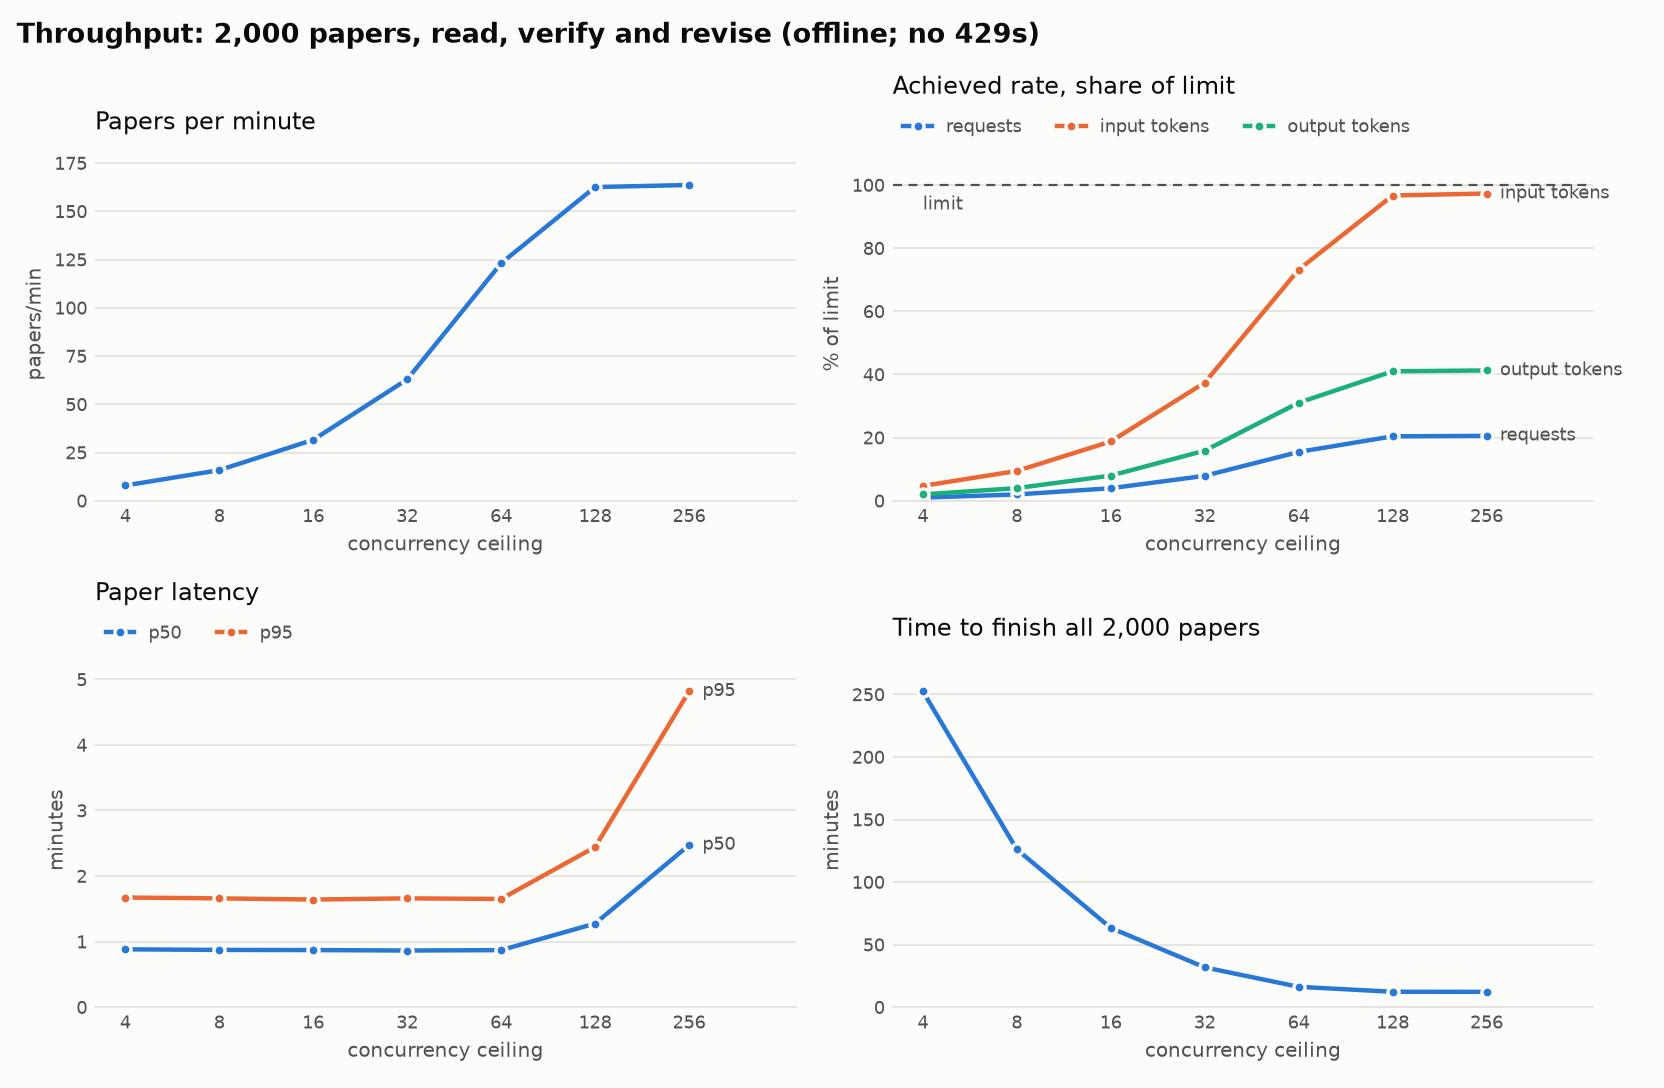 Throughput: 2,000 papers, read, verify and revise (offline; no 429s)
Papers per minute
papers/min
175
150
125
100
75
50
25
0
4 8 16 32 64 128 256
concurrency ceiling
Achieved rate, share of limit
requests input tokens output tokens
% of limit
100
80
60
40
20
0
limit
input tokens
output tokens
requests
4 8 16 32 64 128 256
concurrency ceiling
Paper latency
p50 p95
minutes
5
4
3
2
1
0
p95
p50
4 8 16 32 64 128 256
concurrency ceiling
Time to finish all 2,000 papers
minutes
250
200
150
100
50
0
4 8 16 32 64 128 256
concurrency ceiling